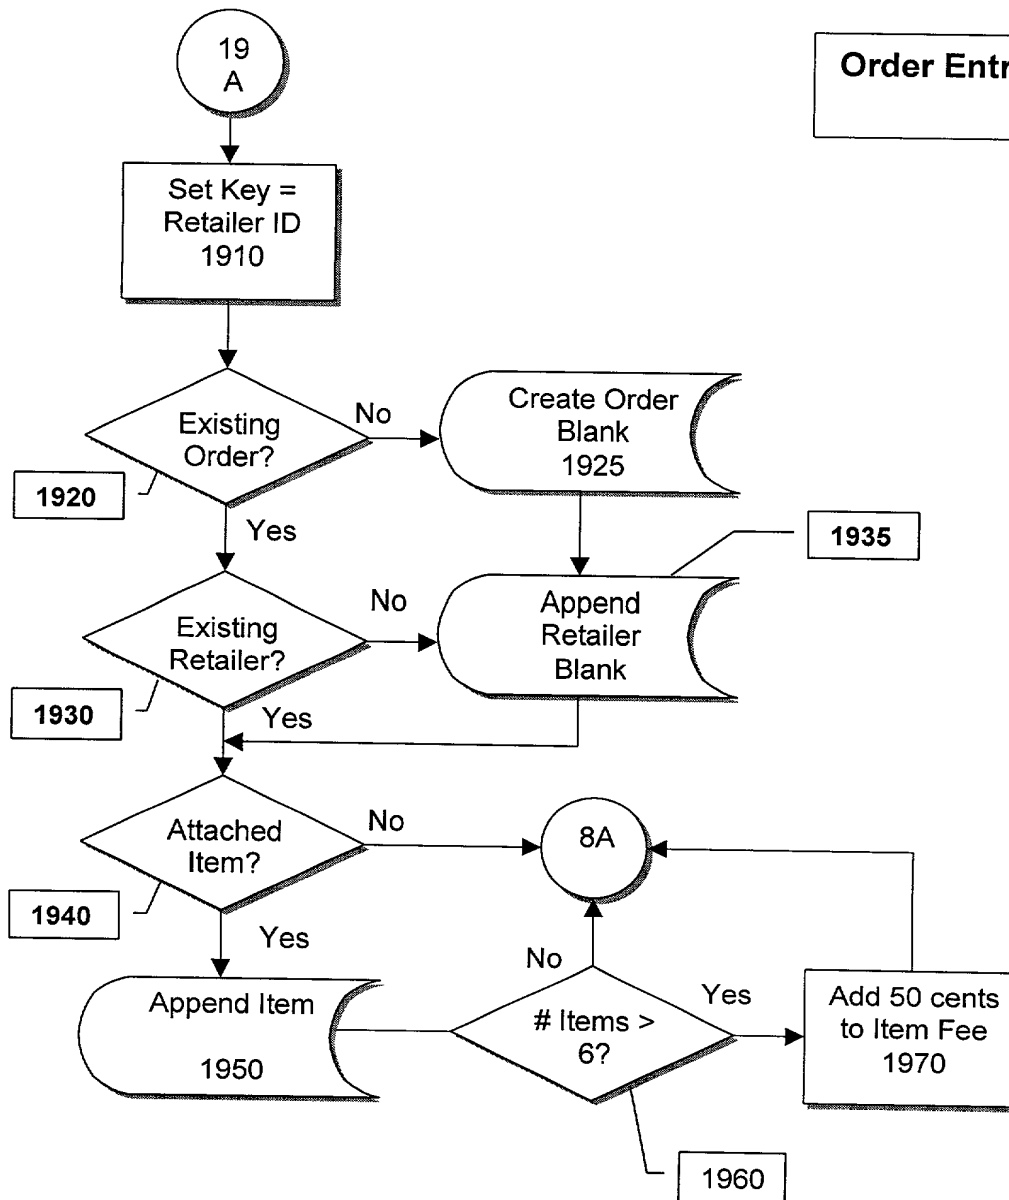 19
A
Order Entr
Set Key =
Retailer ID
1910
Existing
Order?
No
Create Order
Blank
1925
1920
Yes
1935
Existing
Retailer?
No
Append
Retailer
Blank
1930
Yes
Attached
Item?
No
8A
1940
Yes
Append Item
1950
No
# Items >
6?
Yes
Add 50 cents
to Item Fee
1970
1960